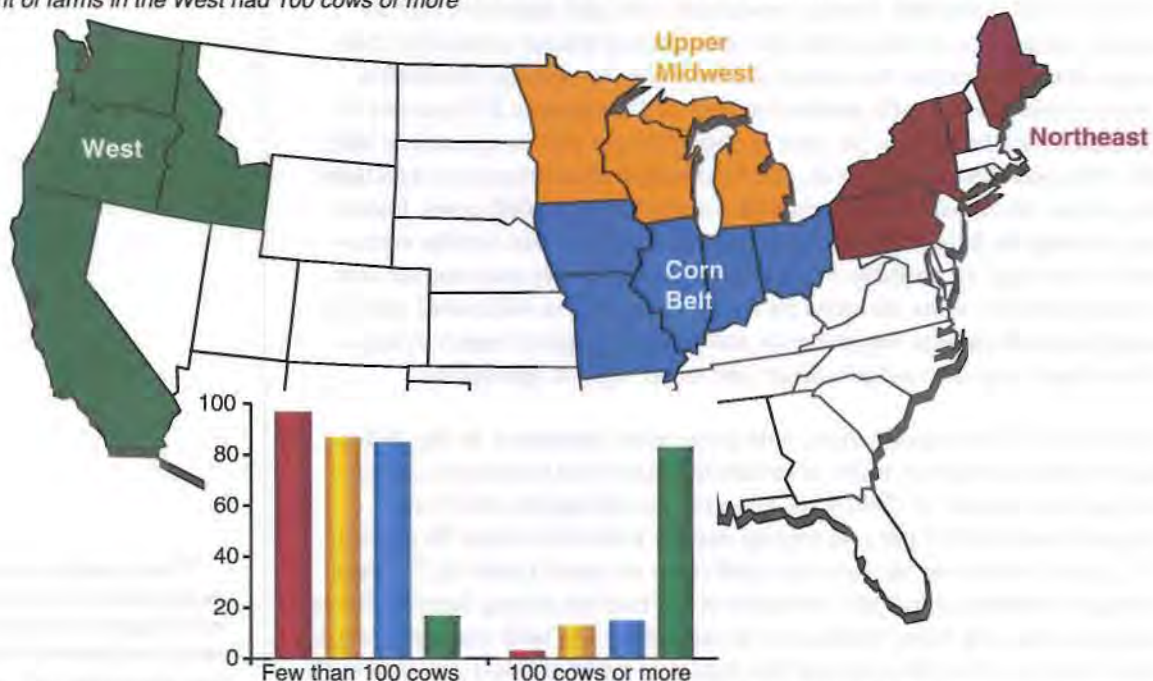 nt of farms in the West had 100 cows or more
Upper
Midwest
West
Northeast
Corn
Belt
100
80
60
40
20
0
Few than 100 cows
100 cows or more